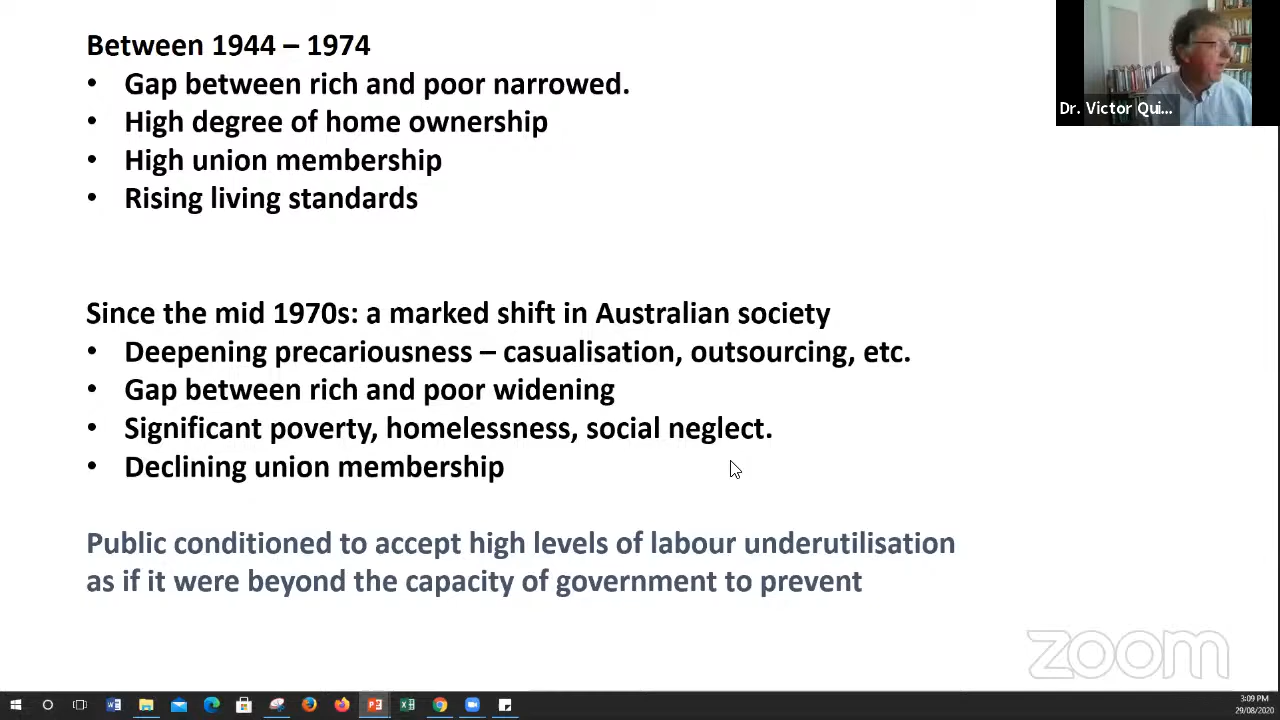 Between 1944 – 1974
• Gap between rich and poor narrowed.
• High degree of home ownership
• High union membership
• Rising living standards
Dr. Victor Qui...
Since the mid 1970s: a marked shift in Australian society
• Deepening precariousness – casualisation, outsourcing, etc.
• Gap between rich and poor widening
• Significant poverty, homelessness, social neglect.
• Declining union membership
Public conditioned to accept high levels of labour underutilisation
as if it were beyond the capacity of government to prevent
zoom
3:09 PM
29/08/2020